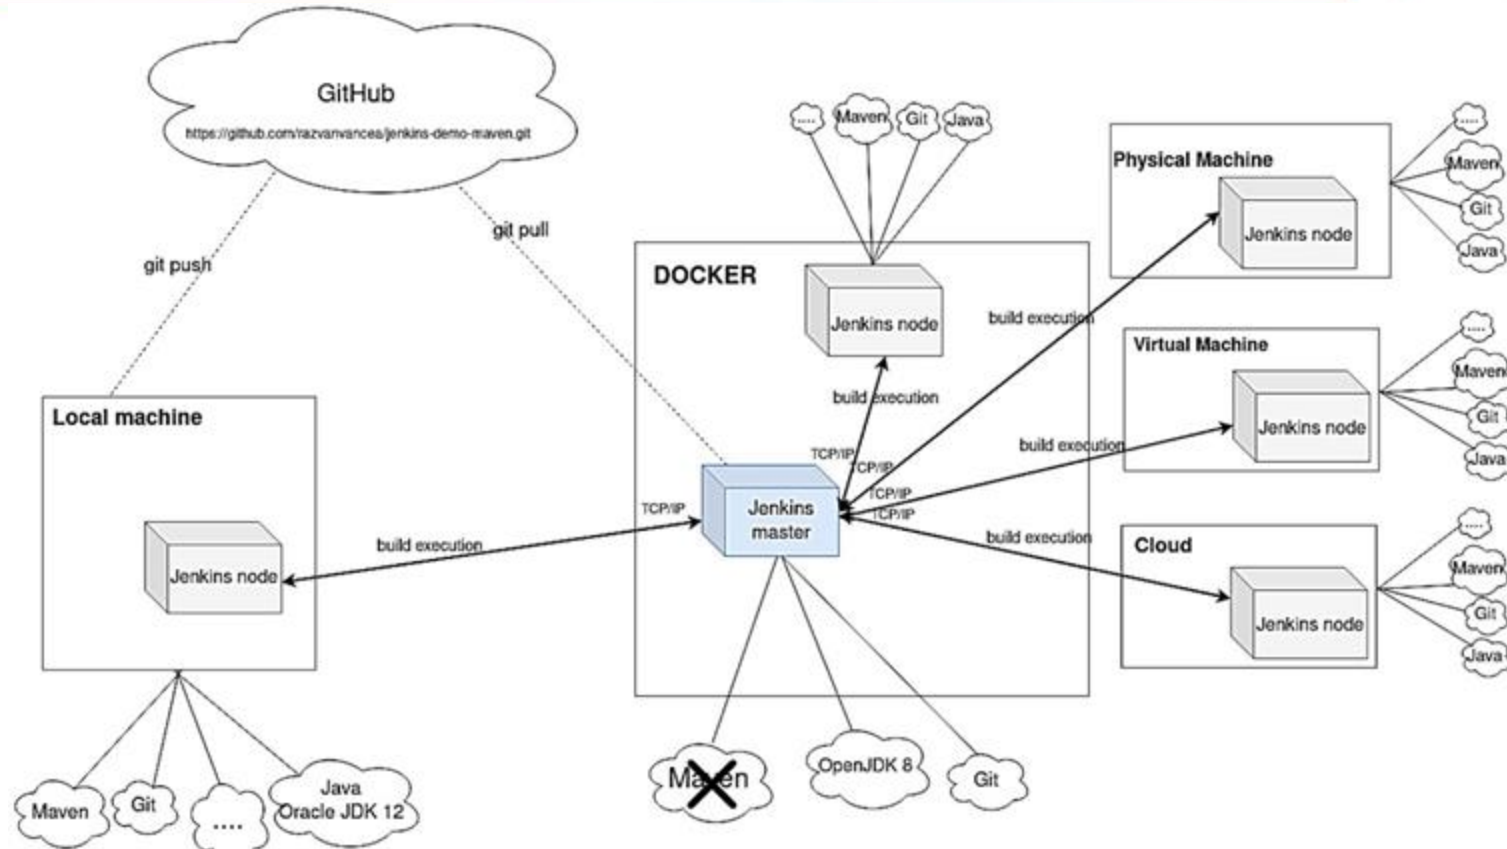 GitHub
https://github.com/razvanvancea/jenkins-demo-maven.git
git push
git pull
Local machine
Jenkins node
build execution
TCP/IP
Maven
Git
....
Java
Oracle JDK 12
DOCKER
....
Maven
Git
Java
Jenkins node
build execution
TCP/IP
TCP/IP
TCP/IP
TCP/IP
Jenkins
master
Maven
OpenJDK 8
Git
build execution
Physical Machine
Jenkins node
....
Maven
Git
Java
build execution
Virtual Machine
Jenkins node
....
Maven
Git
Java
build execution
Cloud
Jenkins node
....
Maven
Git
Java